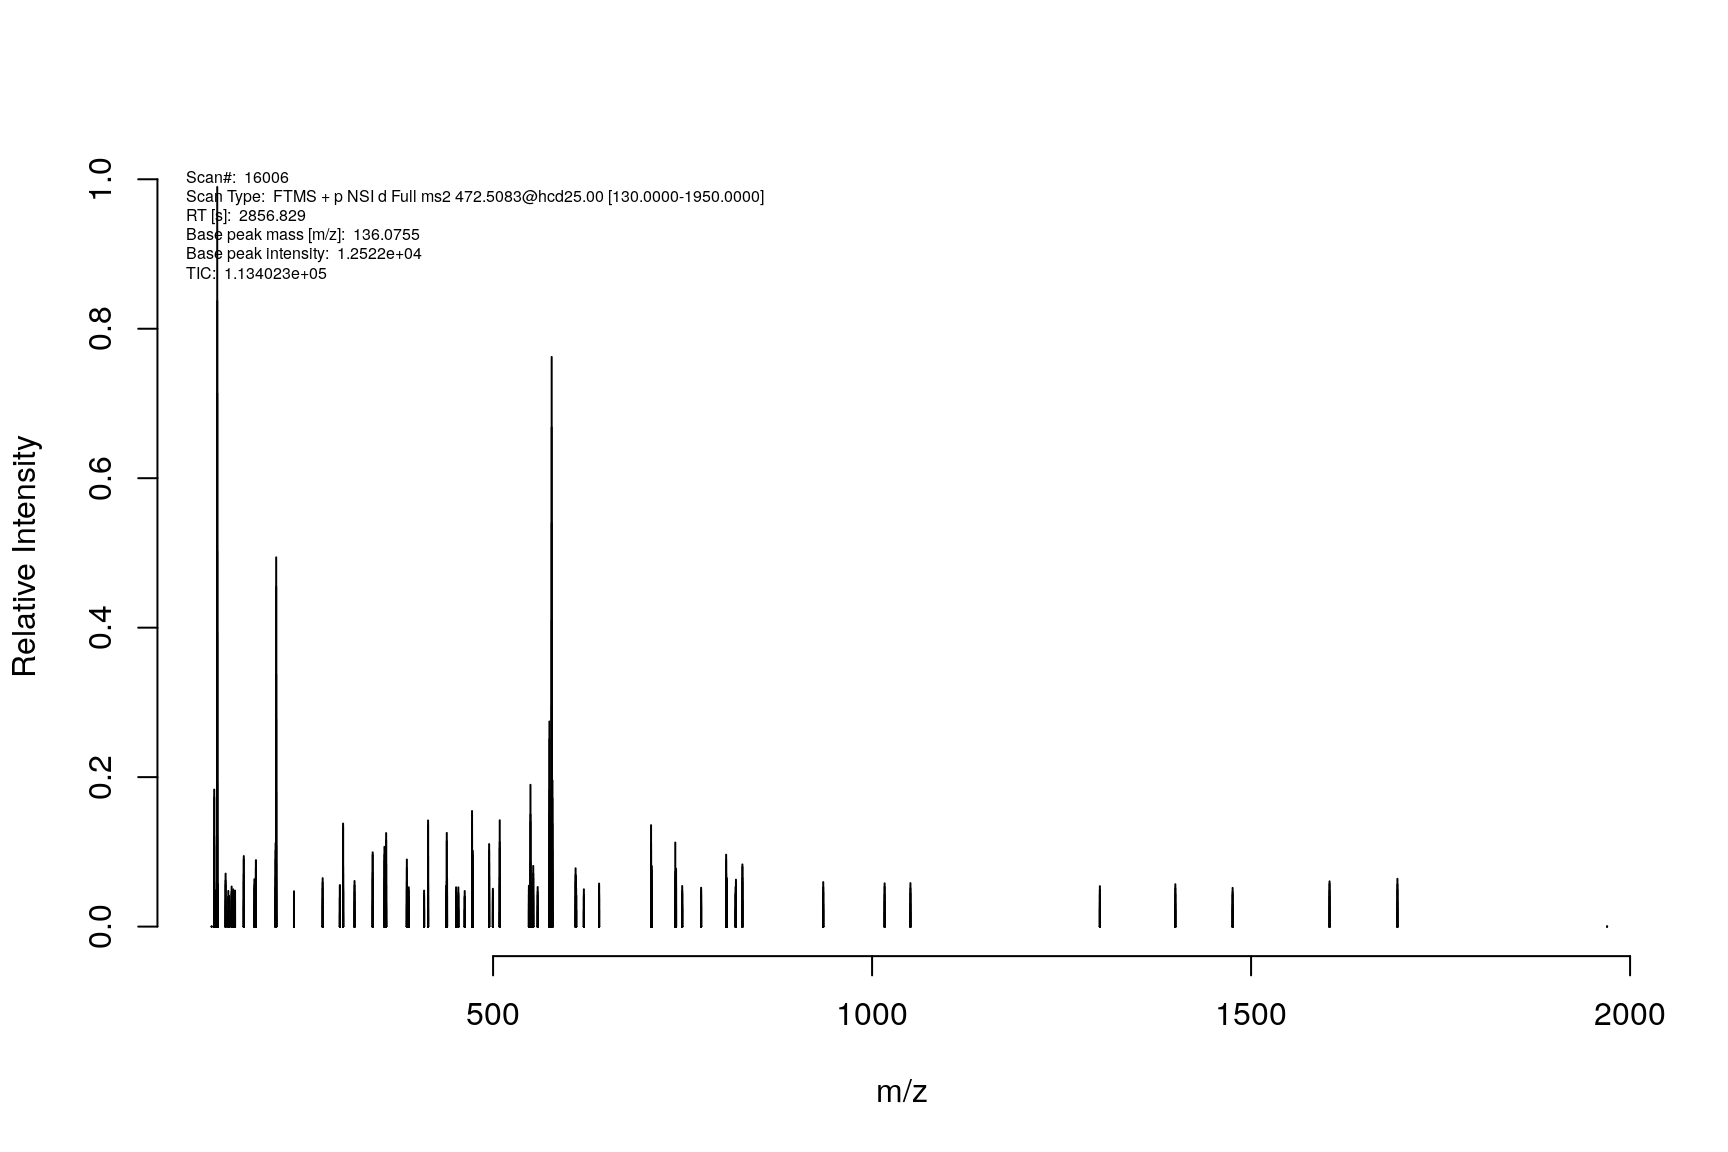 Scan#: 16006
Scan Type: FTMS + p NSI d Full ms2 472.5083@hcd25.00 [130.0000-1950.0000]
RT [s]: 2856.829
Base peak mass [m/z]: 136.0755
Base peak intensity: 1.2522e+04
TIC: 1.134023e+05
1.0
0.8
0.6
0.4
0.2
0.0
Relative Intensity
500 1000 1500 2000
m/z